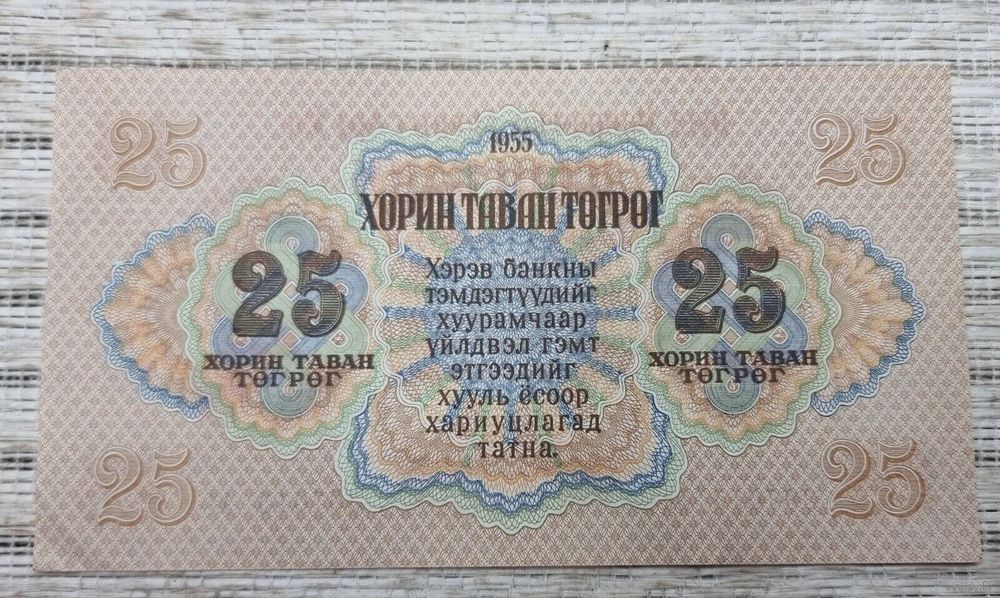 25
25
1955
ХОРИН ТАВАН ТӨГРӨГ
25
ХОРИН ТАВАН
ТӨГРӨГ
Хэрэв банкны
тэмдэгтүүдийг
хуурамчаар
үйлдвэл гэмт
этгээдийг
хууль ёсоор
хариуцлагад
татна.
25
ХОРИН ТАВАН
ТӨГРӨГ
25
25